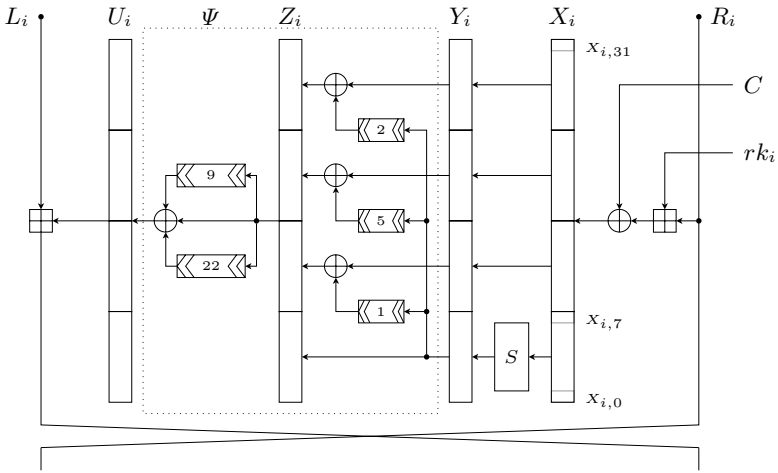 L_i U_i Ψ Z_i Y_i X_i R_i
X_{i,31}
C
2
rk_i
9
5
22
1
X_{i,7}
S
X_{i,0}